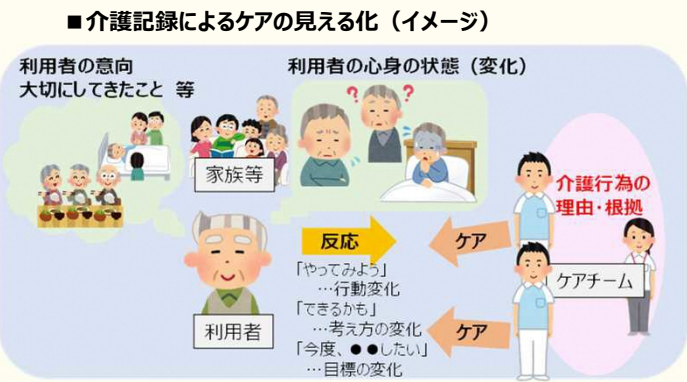 ■介護記録によるケアの見える化（イメージ）
利用者の意向
大切にしてきたこと 等
利用者の心身の状態（変化）
？
？
家族等
介護行為の
理由・根拠
反応
ケア
「やってみよう」
…行動変化
「できるかも」
…考え方の変化
「今度、●●したい」
…目標の変化
ケア
ケアチーム
利用者